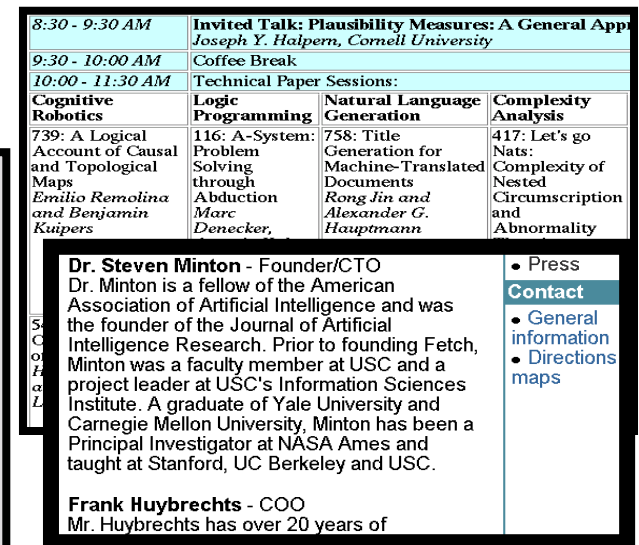 8:30 - 9:30 AM Invited Talk: Plausibility Measures: A General
Joseph Y. Halpern, Cornell University
9:30 - 10:00 AM Coffee Break
10:00 - 11:30 AM Technical Paper Sessions:
Cognitive Robotics
Logic Programming
Natural Language Generation
Complexity Analysis
739: A Logical
Account of Causal
and Topological
Maps
Emilio Remolina
and Benjamin
Kuipers
116: A-System:
Problem
Solving
through
Abduction
Marc
Denecker,
758: Title
Generation for
Machine-Translated
Documents
Rong Jin and
Alexander G.
Hauptmann
417: Let's go
Nats:
Complexity of
Nested
Circumscription
and
Abnormality
Dr. Steven Minton - Founder/CTO
Dr. Minton is a fellow of the American
Association of Artificial Intelligence and was
the founder of the Journal of Artificial
Intelligence Research. Prior to founding Fetch,
Minton was a faculty member at USC and a
project leader at USC's Information Sciences
Institute. A graduate of Yale University and
Carnegie Mellon University, Minton has been a
Principal Investigator at NASA Ames and
taught at Stanford, UC Berkeley and USC.
Frank Huybrechts - COO
Mr. Huybrechts has over 20 years of
• Press
Contact
• General
information
• Directions
maps